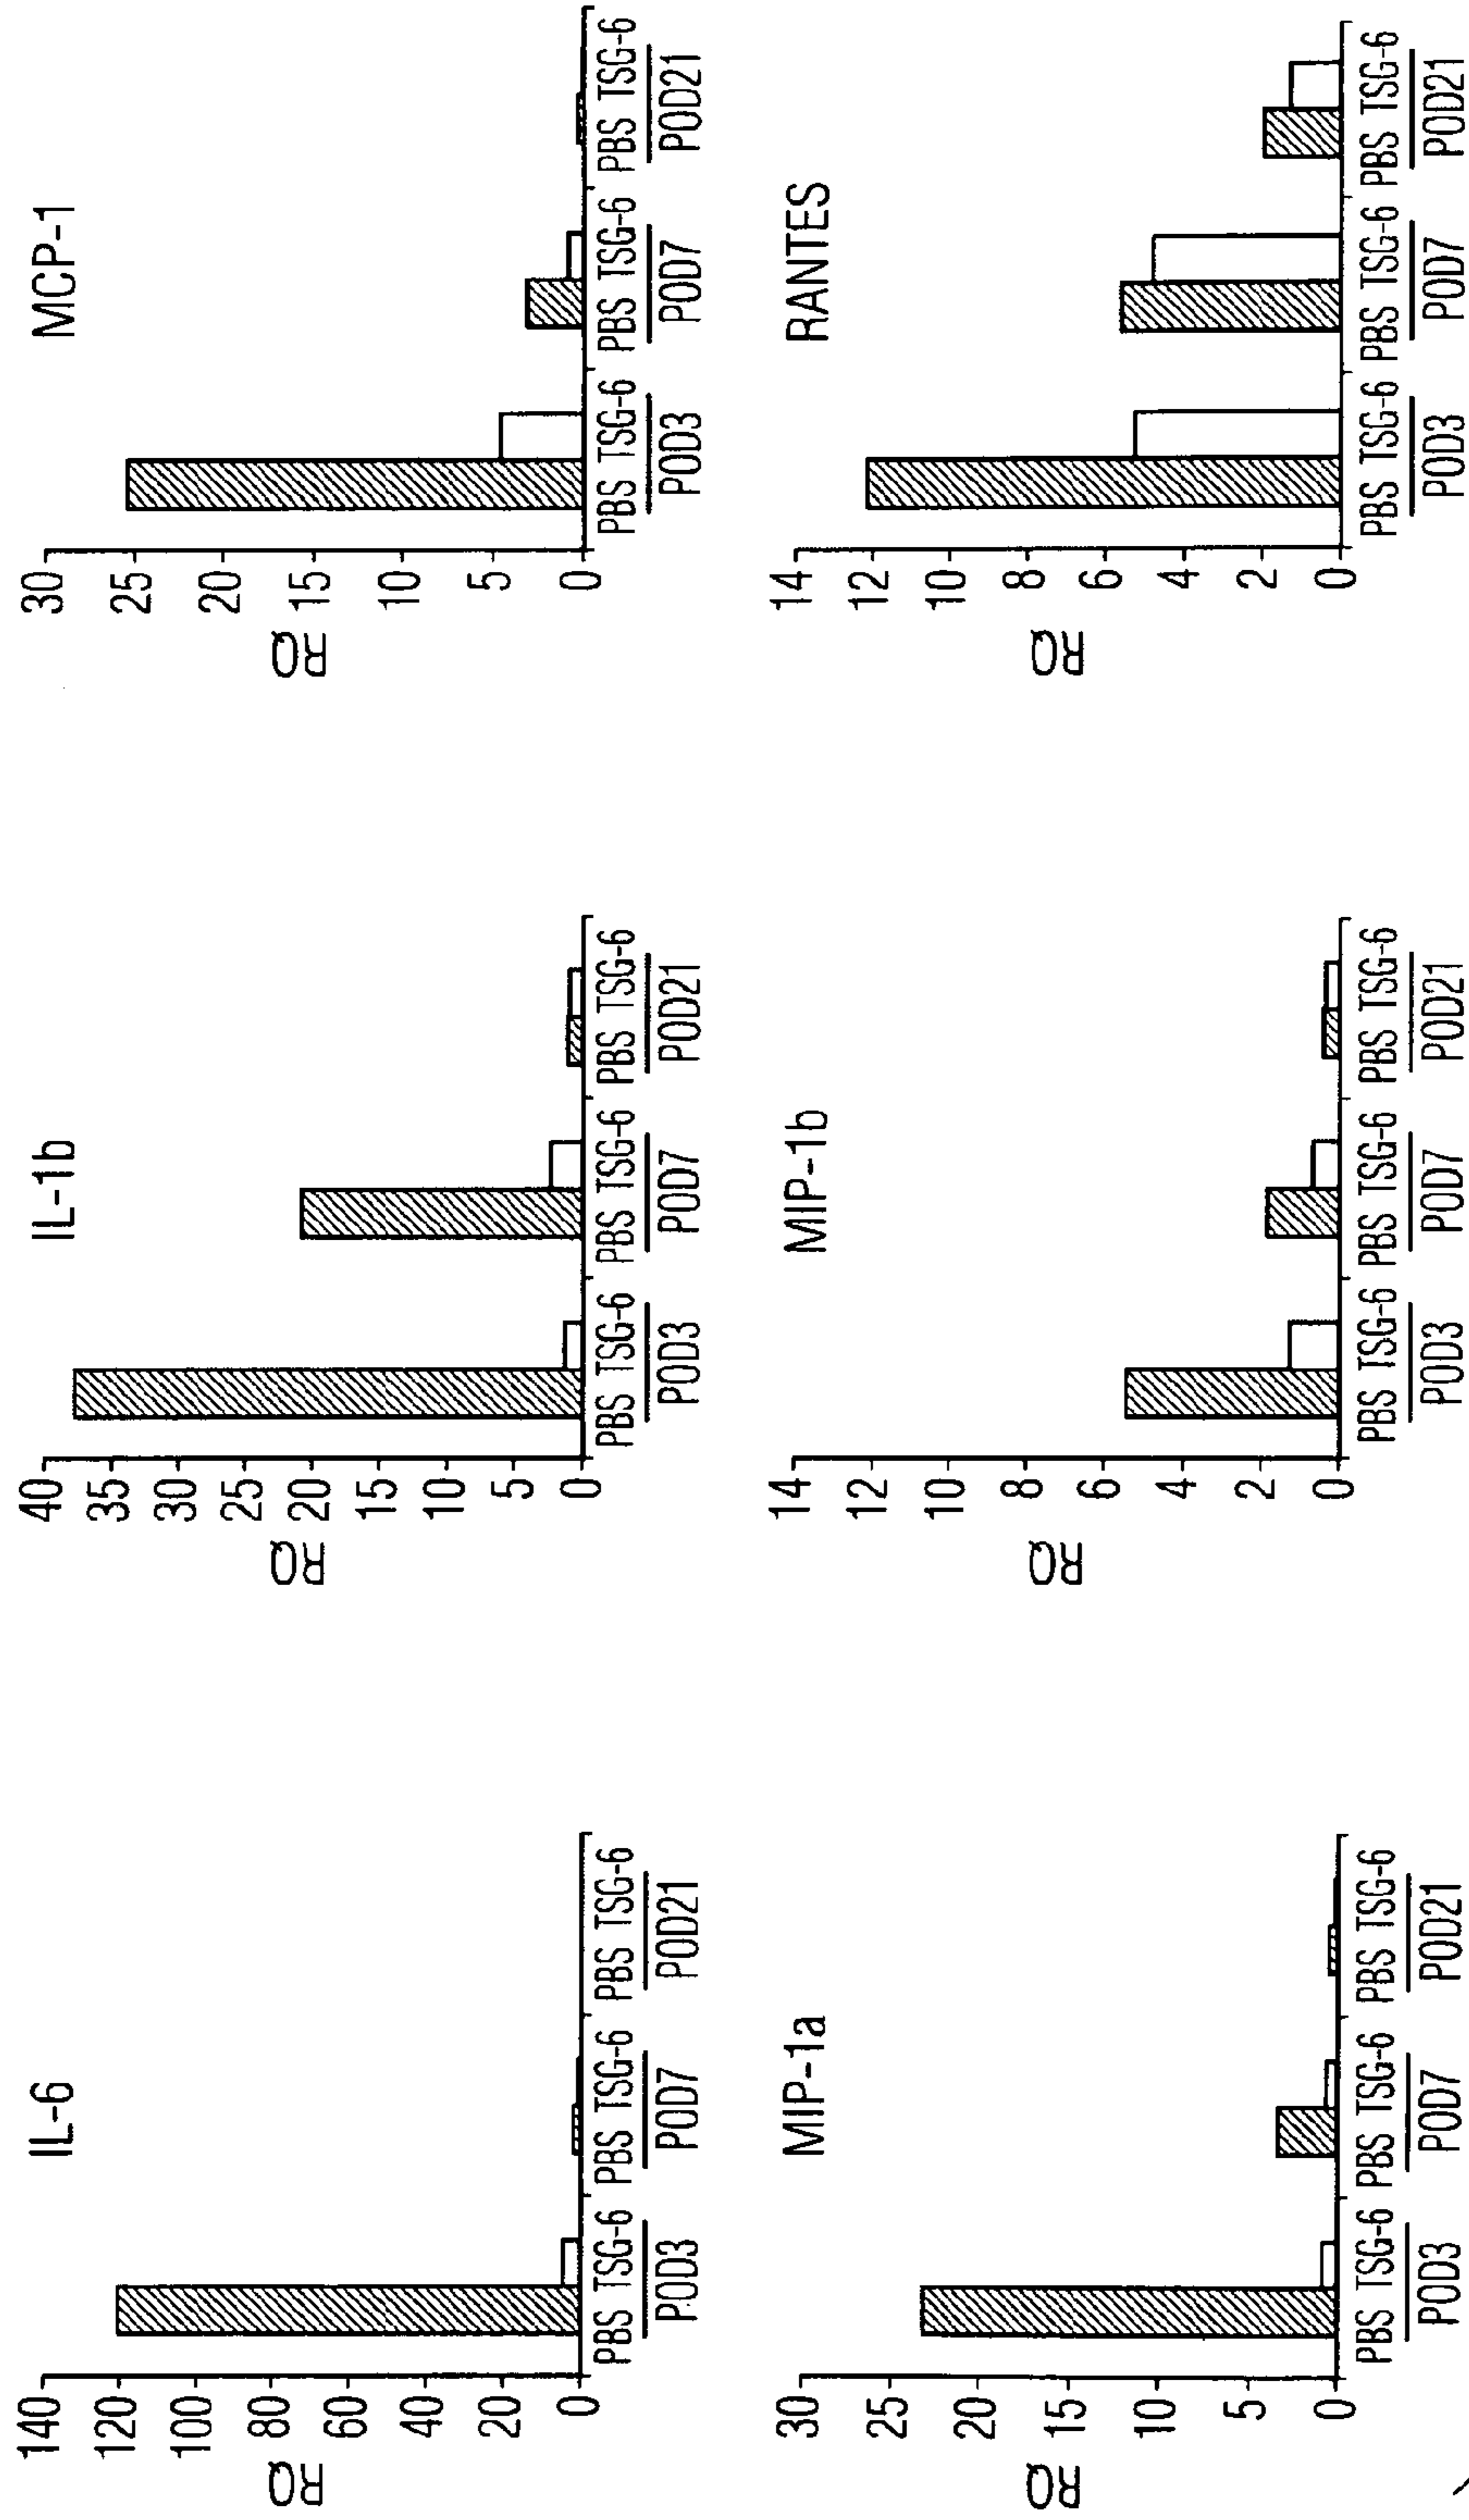 IL-6
RQ
140
120
100
80
60
40
20
0
PBS TSG-6 PBS TSG-6 PBS TSG-6
POD3 POD7 POD21
IL-1b
RQ
40
35
30
25
20
15
10
5
0
PBS TSG-6 PBS TSG-6 PBS TSG-6
POD3 POD7 POD21
MCP-1
RQ
30
25
20
15
10
5
0
PBS TSG-6 PBS TSG-6 PBS TSG-6
POD3 POD7 POD21
MIP-1a
RQ
30
25
20
15
10
5
0
PBS TSG-6 PBS TSG-6 PBS TSG-6
POD3 POD7 POD21
MIP-1b
RQ
14
12
10
8
6
4
2
0
PBS TSG-6 PBS TSG-6 PBS TSG-6
POD3 POD7 POD21
RANTES
RQ
14
12
10
8
6
4
2
0
PBS TSG-6 PBS TSG-6 PBS TSG-6
POD3 POD7 POD21